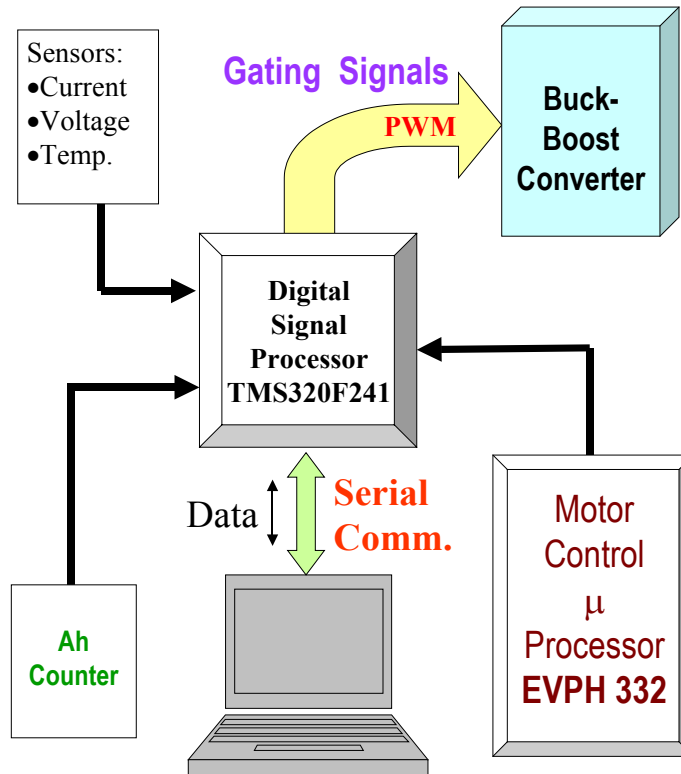 Sensors:
•Current
•Voltage
•Temp.
Gating Signals
PWM
Buck-
Boost
Converter
Digital
Signal
Processor
TMS320F241
Data
Serial
Comm.
Ah
Counter
Motor
Control
μ
Processor
EVPH 332